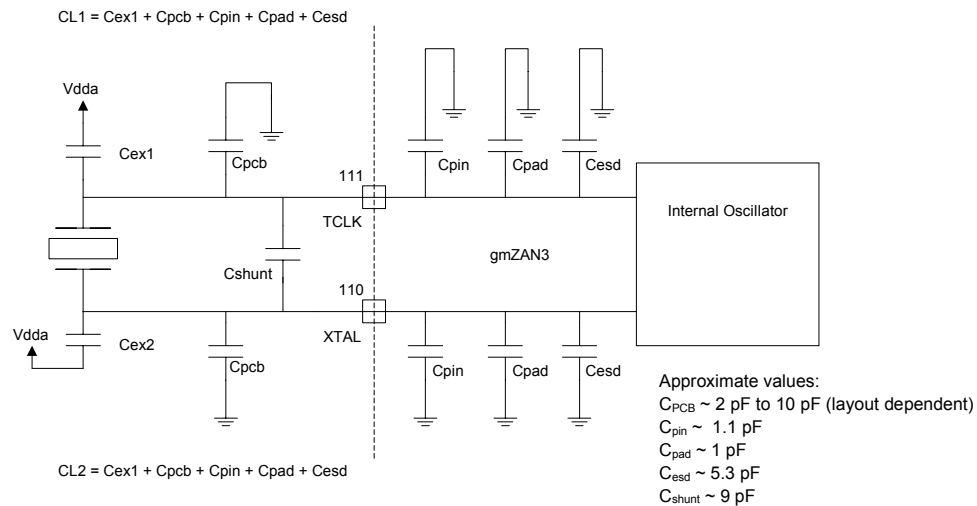 CL1 = Cex1 + Cpcb + Cpin + Cpad + Cesd
Vdda
Cex1
Cpcb
Cpin
Cpad
Cesd
111
TCLK
Internal Oscillator
Cshunt
gmZAN3
110
XTAL
Vdda
Cex2
Cpcb
Cpin
Cpad
Cesd
Approximate values:
CPCB ~ 2 pF to 10 pF (layout dependent)
Cpin ~ 1.1 pF
Cpad ~ 1 pF
Cesd ~ 5.3 pF
Cshunt ~ 9 pF
CL2 = Cex1 + Cpcb + Cpin + Cpad + Cesd